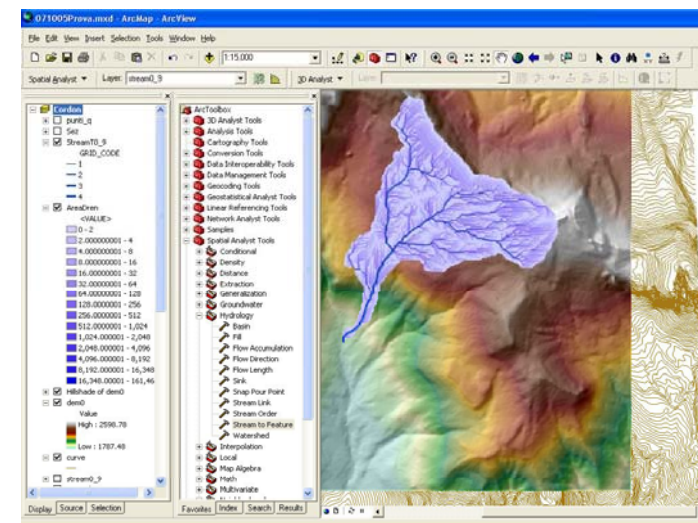 071005Prova.mxd - ArcMap - ArcView
File Edit View Insert Selection Tools Window Help
1:15.000
Spatial Analyst Layer: stream0_9 3D Analyst Layer:
Cordon
punti_q
Sez
StreamT0_9
GRID_CODE
1
2
3
4
AreaDren
<VALUE>
0 - 2
2.000000001 - 4
4.000000001 - 8
8.000000001 - 16
16.00000001 - 32
32.00000001 - 64
64.00000001 - 128
128.0000001 - 256
256.0000001 - 512
512.0000001 - 1,024
1,024.000001 - 2,048
2,048.000001 - 4,096
4,096.000001 - 8,192
8,192.000001 - 16,348
16,348.00001 - 161,46
Hillshade of dem0
dem0
Value
High : 2598.78
Low : 1787.48
curve
stream0_9
Display Source Selection
ArcToolbox
3D Analyst Tools
Analysis Tools
Cartography Tools
Conversion Tools
Data Interoperability Tools
Data Management Tools
Geocoding Tools
Geostatistical Analyst Tools
Linear Referencing Tools
Network Analyst Tools
Samples
Spatial Analyst Tools
Conditional
Density
Distance
Extraction
Generalization
Groundwater
Hydrology
Basin
Fill
Flow Accumulation
Flow Direction
Flow Length
Sink
Snap Pour Point
Stream Link
Stream Order
Stream to Feature
Watershed
Interpolation
Local
Map Algebra
Math
Multivariate
Favorites Index Search Results